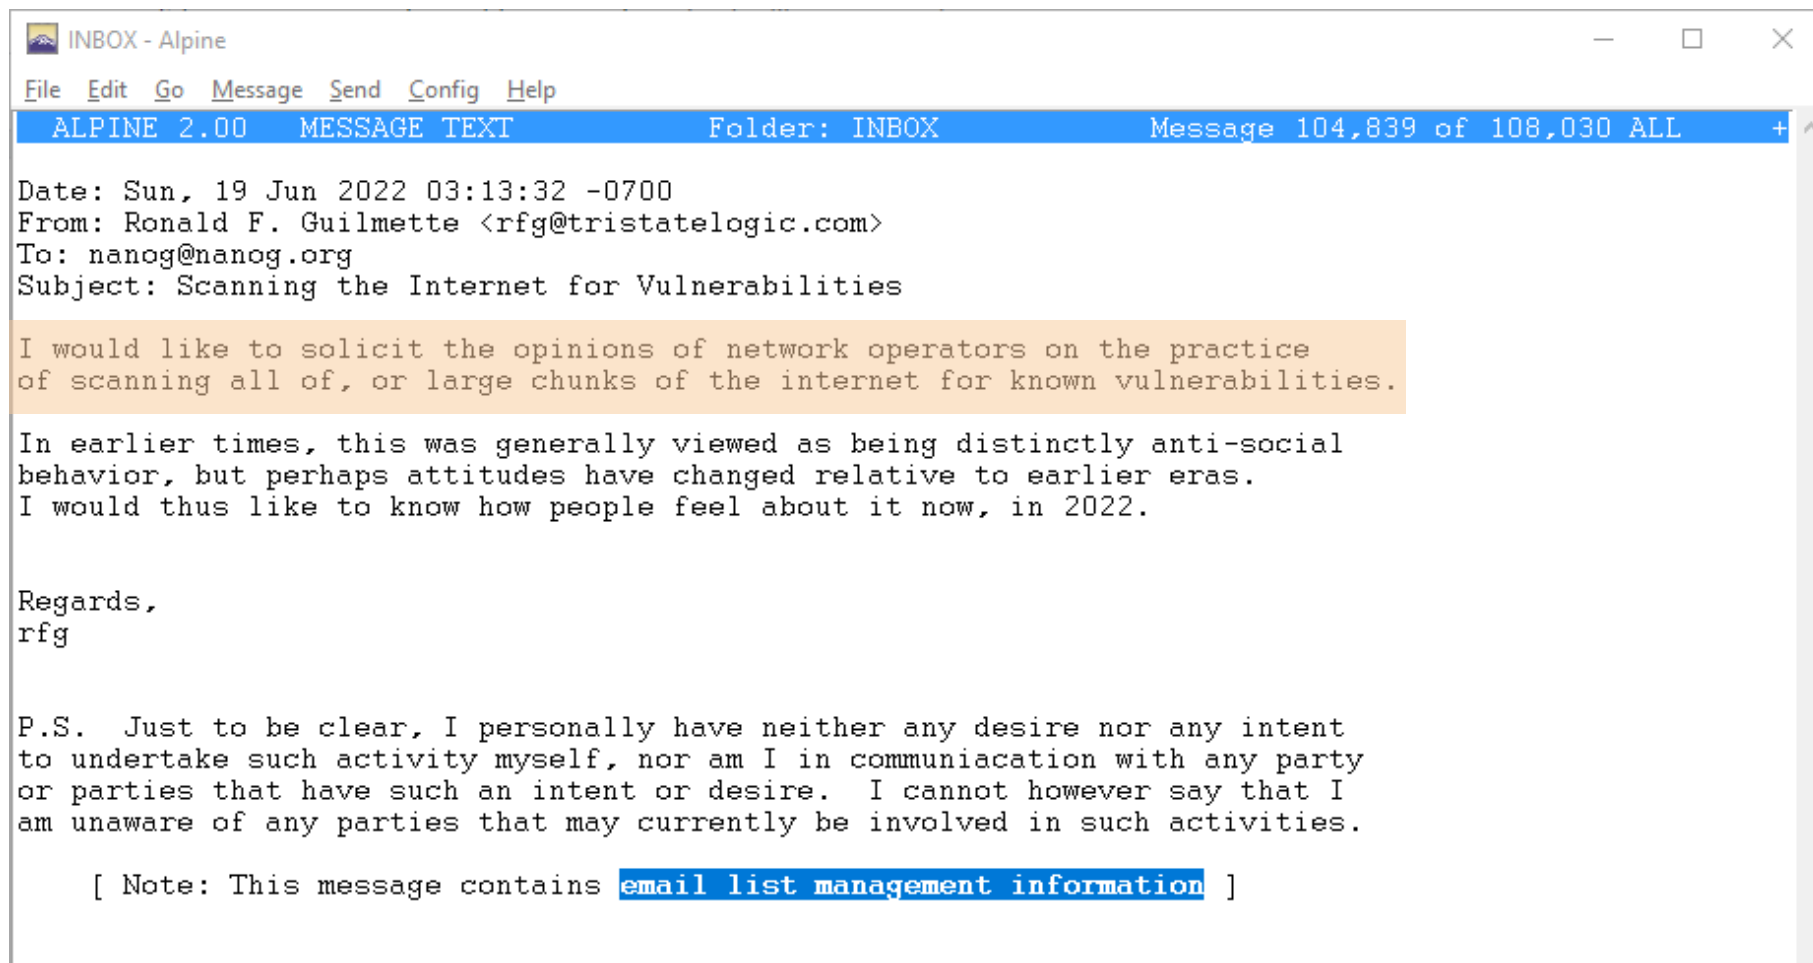 INBOX - Alpine
File Edit Go Message Send Config Help
ALPINE 2.00 MESSAGE TEXT Folder: INBOX Message 104,839 of 108,030 ALL +
Date: Sun, 19 Jun 2022 03:13:32 -0700
From: Ronald F. Guilmette <rfg@tristatelogic.com>
To: nanog@nanog.org
Subject: Scanning the Internet for Vulnerabilities
I would like to solicit the opinions of network operators on the practice
of scanning all of, or large chunks of the internet for known vulnerabilities.
In earlier times, this was generally viewed as being distinctly anti-social
behavior, but perhaps attitudes have changed relative to earlier eras.
I would thus like to know how people feel about it now, in 2022.
Regards,
rfg
P.S. Just to be clear, I personally have neither any desire nor any intent
to undertake such activity myself, nor am I in communiacation with any party
or parties that have such an intent or desire. I cannot however say that I
am unaware of any parties that may currently be involved in such activities.
[ Note: This message contains email list management information ]